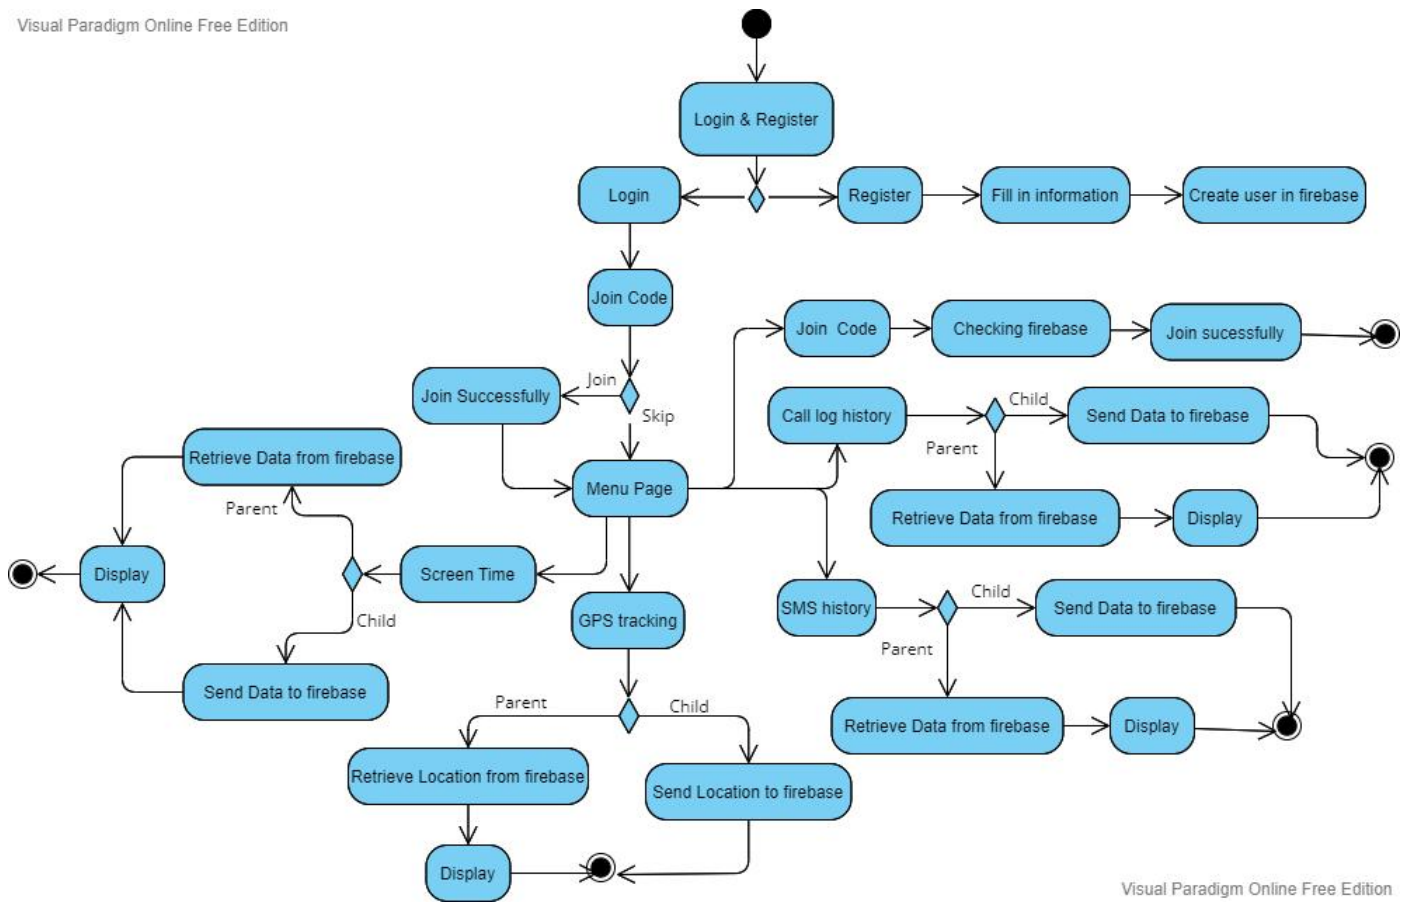 Visual Paradigm Online Free Edition
Login & Register
Login
Register
Fill in information
Create user in firebase
Join Code
Join Code
Checking firebase
Join sucessfully
Join
Join Successfully
Skip
Call log history
Child
Send Data to firebase
Parent
Retrieve Data from firebase
Display
Menu Page
Retrieve Data from firebase
Parent
Display
Screen Time
Child
Send Data to firebase
GPS tracking
SMS history
Child
Send Data to firebase
Parent
Retrieve Data from firebase
Display
Parent
Child
Retrieve Location from firebase
Send Location to firebase
Display
Visual Paradigm Online Free Edition